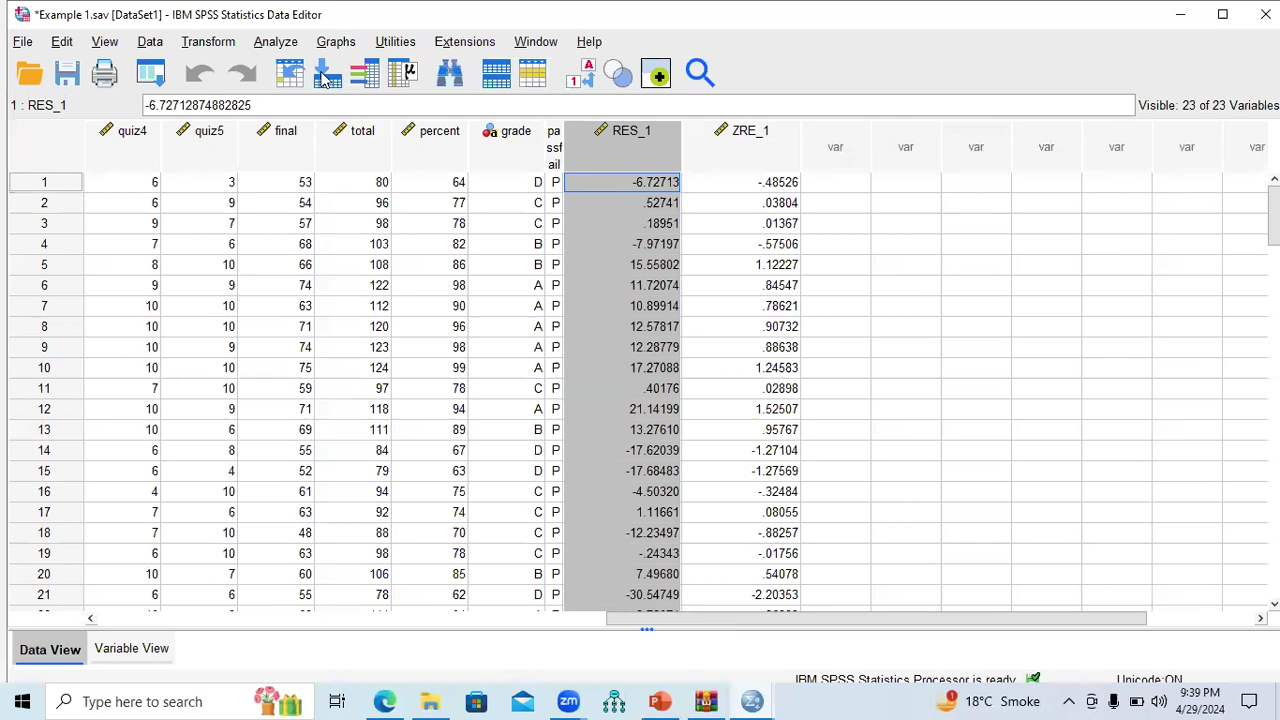 *Example 1.sav [DataSet1] - IBM SPSS Statistics Data Editor
File Edit View Data Transform Analyze Graphs Utilities Extensions Window Help
1 : RES_1 -6.72712874882825 Visible: 23 of 23 Variables
quiz4 quiz5 final total percent grade passfail RES_1 ZRE_1 var var var var var var var
1 6 3 53 80 64 D P -6.72713 -.48526
2 6 9 54 96 77 C P .52741 .03804
3 9 7 57 98 78 C P .18951 .01367
4 7 6 68 103 82 B P -7.97197 -.57506
5 8 10 66 108 86 B P 15.55802 1.12227
6 9 9 74 122 98 A P 11.72074 .84547
7 10 10 63 112 90 A P 10.89914 .78621
8 10 10 71 120 96 A P 12.57817 .90732
9 10 9 74 123 98 A P 12.28779 .88638
10 10 10 75 124 99 A P 17.27088 1.24583
11 7 10 59 97 78 C P .40176 .02898
12 10 9 71 118 94 A P 21.14199 1.52507
13 10 6 69 111 89 B P 13.27610 .95767
14 6 8 55 84 67 D P -17.62039 -1.27104
15 6 4 52 79 63 D P -17.68483 -1.27569
16 4 10 61 94 75 C P -4.50320 -.32484
17 7 6 63 92 74 C P 1.11661 .08055
18 7 10 48 88 70 C P -12.23497 -.88257
19 6 10 63 98 78 C P -.24343 -.01756
20 10 7 60 106 85 B P 7.49680 .54078
21 6 6 55 78 62 D P -30.54749 -2.20353
Data View Variable View
IBM SPSS Statistics Processor is ready Unicode:ON
Type here to search
18°C Smoke
9:39 PM
4/29/2024